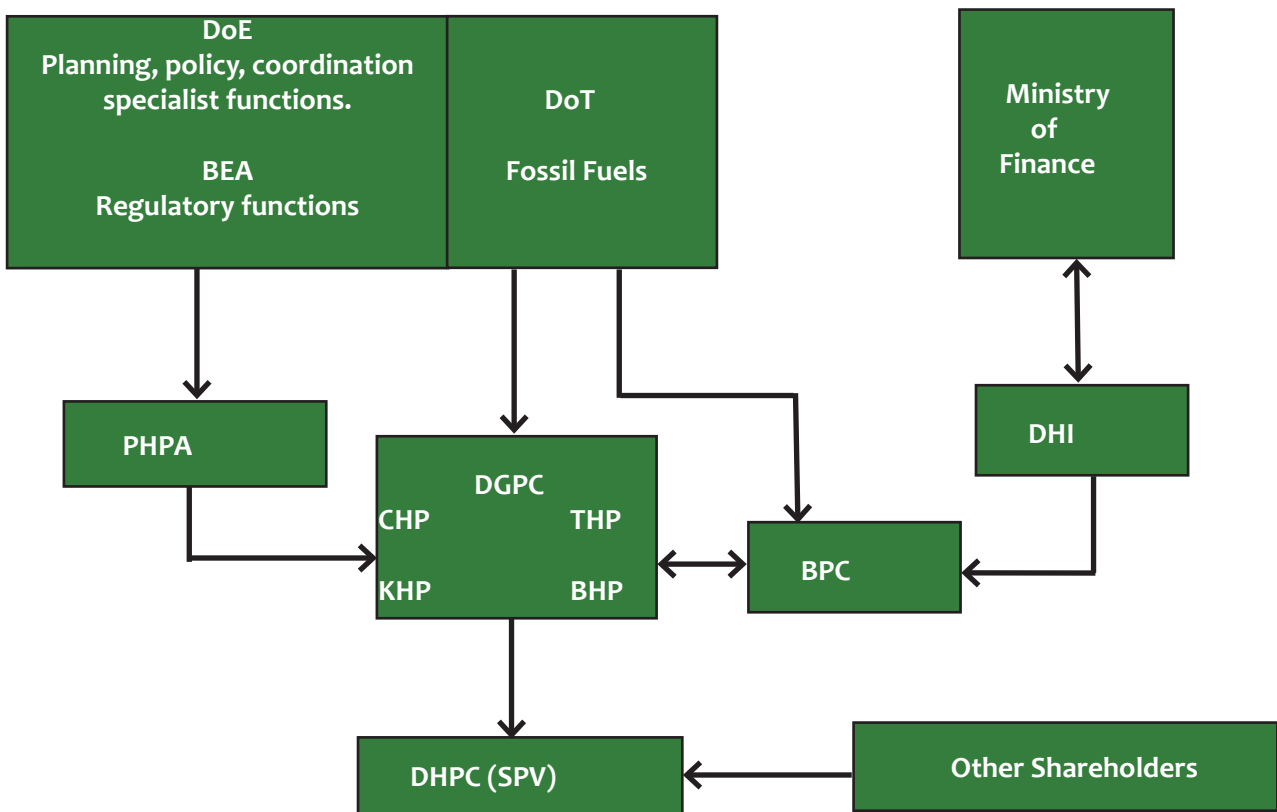 DoE
Planning, policy, coordination
specialist functions.
BEA
Regulatory functions
DoT
Fossil Fuels
Ministry
of
Finance
PHPA
DGPC
CHP THP
KHP BHP
BPC
DHI
DHPC (SPV)
Other Shareholders